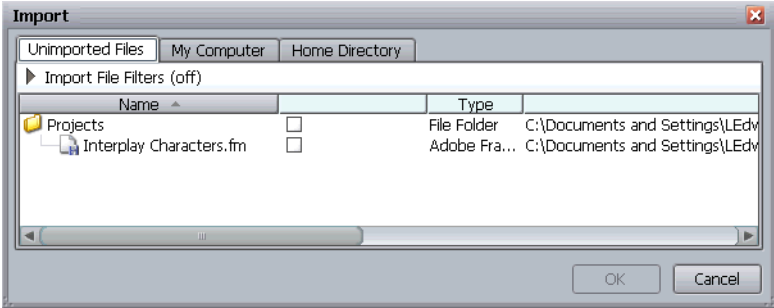 Import
Unimported Files My Computer Home Directory
Import File Filters (off)
Name Type
Projects File Folder C:\Documents and Settings\LEdv
Interplay Characters.fm Adobe Fra... C:\Documents and Settings\LEdv
OK Cancel